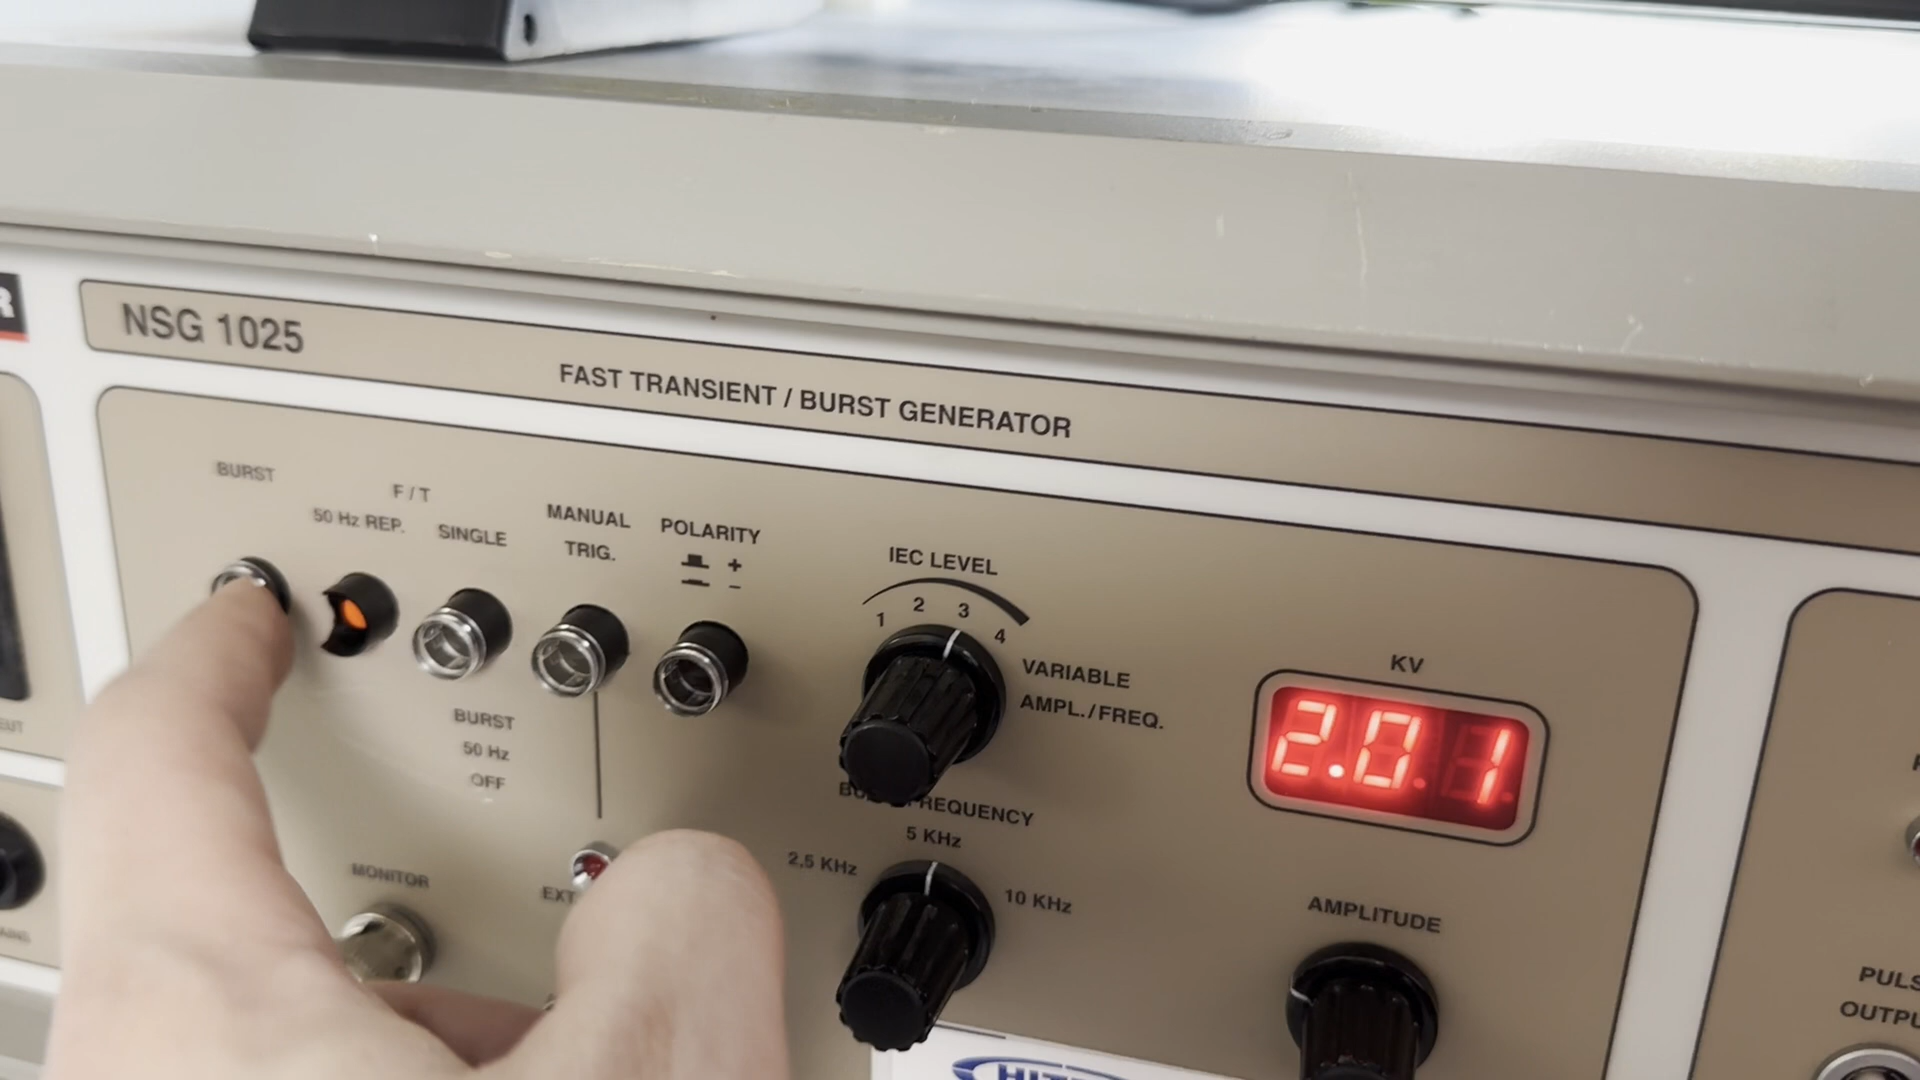 NSG 1025
FAST TRANSIENT / BURST GENERATOR
BURST
F / T
50 Hz REP.
SINGLE
MANUAL
TRIG.
POLARITY
+
−
IEC LEVEL
1 2 3 4
VARIABLE
AMPL./FREQ.
KV
2.01
BURST
50 Hz
OFF
FREQUENCY
5 KHz
2,5 KHz
10 KHz
MONITOR
EXT
AMPLITUDE